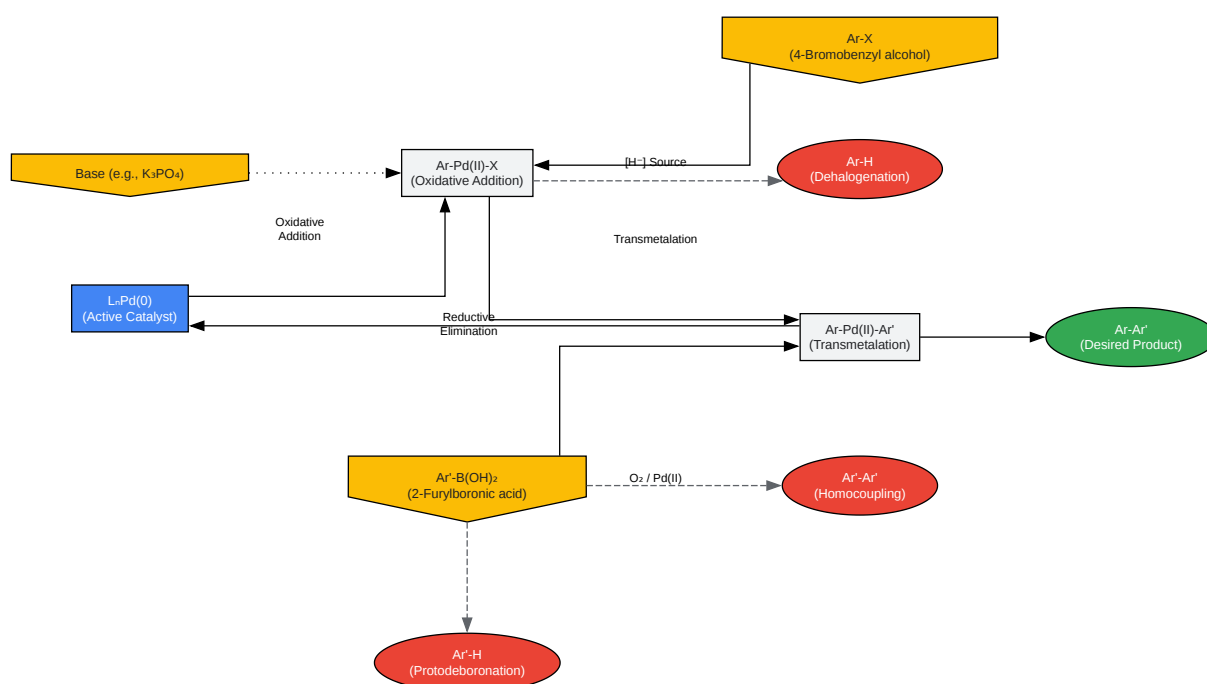 Ar-X
(4-Bromobenzyl alcohol)
Base (e.g., K₃PO₄)
Ar-Pd(II)-X
(Oxidative Addition)
[H⁻] Source
Ar-H
(Dehalogenation)
Oxidative
Addition
Transmetalation
LₙPd(0)
(Active Catalyst)
Reductive
Elimination
Ar-Pd(II)-Ar'
(Transmetalation)
Ar-Ar'
(Desired Product)
Ar'-B(OH)₂
(2-Furylboronic acid)
O₂ / Pd(II)
Ar'-Ar'
(Homocoupling)
Ar'-H
(Protodeboronation)